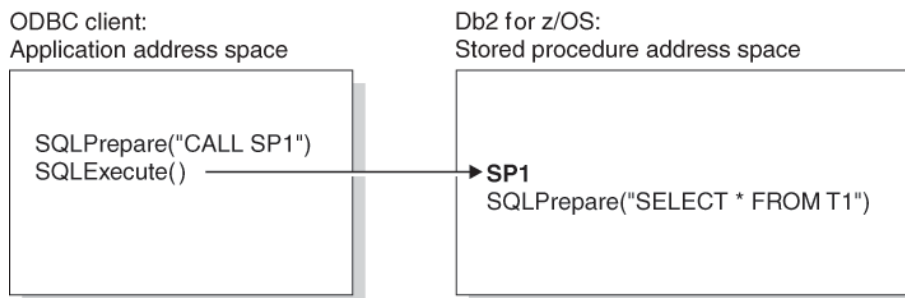 ODBC client:
Application address space
Db2 for z/OS:
Stored procedure address space
SQLPrepare("CALL SP1")
SQLExecute()
SP1
SQLPrepare("SELECT * FROM T1")